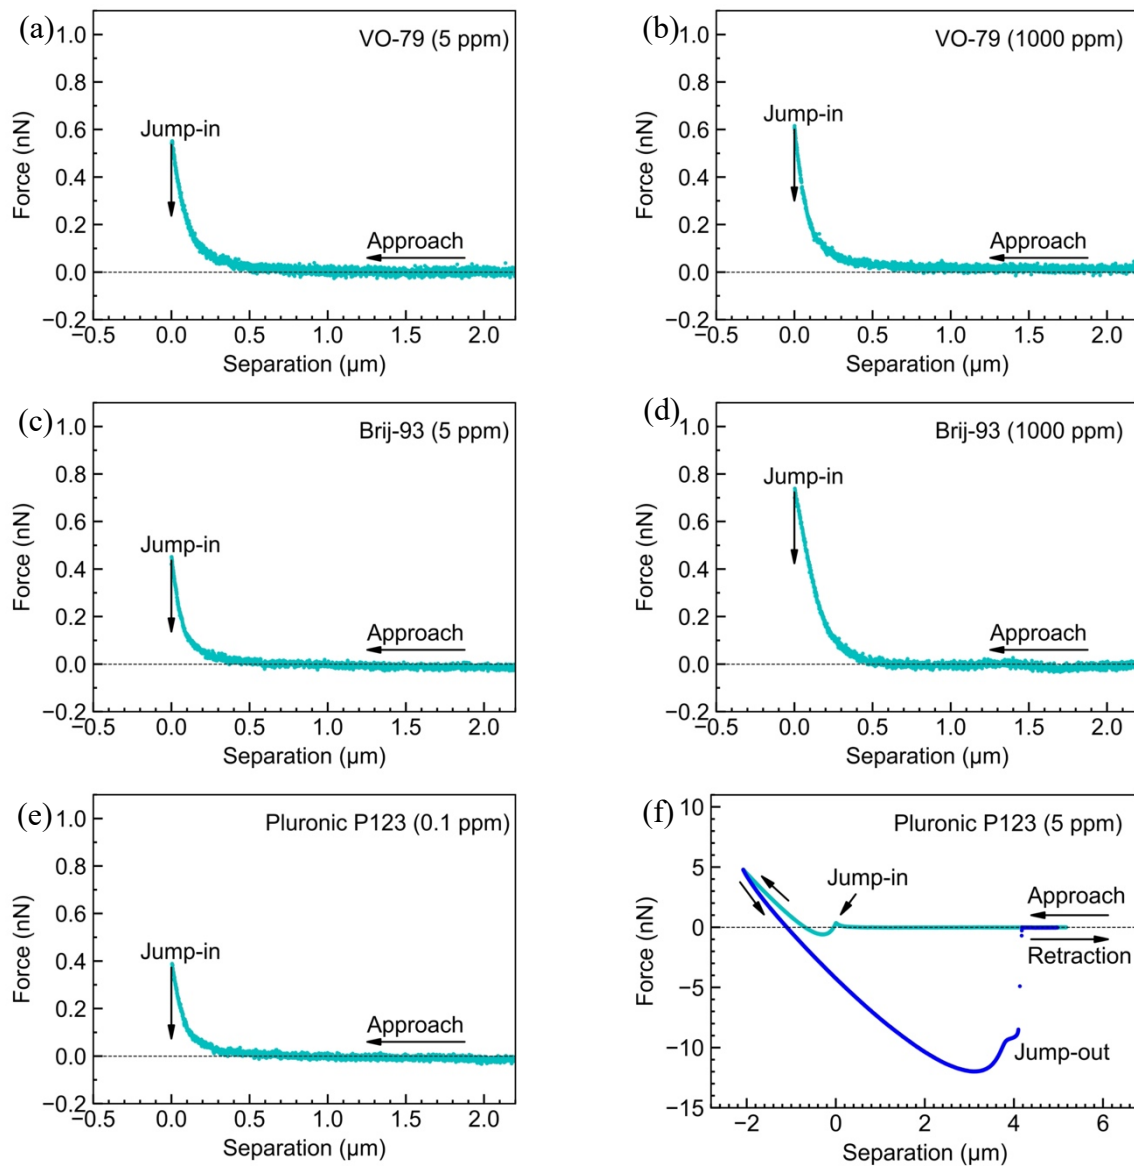 (a)
VO-79 (5 ppm)
Force (nN)
1.0
0.8
0.6
0.4
0.2
0.0
−0.2
Jump-in
Approach
−0.5 0.0 0.5 1.0 1.5 2.0
Separation (µm)
(b)
VO-79 (1000 ppm)
Force (nN)
1.0
0.8
0.6
0.4
0.2
0.0
−0.2
Jump-in
Approach
−0.5 0.0 0.5 1.0 1.5 2.0
Separation (µm)
(c)
Brij-93 (5 ppm)
Force (nN)
1.0
0.8
0.6
0.4
0.2
0.0
−0.2
Jump-in
Approach
−0.5 0.0 0.5 1.0 1.5 2.0
Separation (µm)
(d)
Brij-93 (1000 ppm)
Force (nN)
1.0
0.8
0.6
0.4
0.2
0.0
−0.2
Jump-in
Approach
−0.5 0.0 0.5 1.0 1.5 2.0
Separation (µm)
(e)
Pluronic P123 (0.1 ppm)
Force (nN)
1.0
0.8
0.6
0.4
0.2
0.0
−0.2
Jump-in
Approach
−0.5 0.0 0.5 1.0 1.5 2.0
Separation (µm)
(f)
Pluronic P123 (5 ppm)
Force (nN)
10
5
0
−5
−10
−15
Jump-in
Approach
Retraction
Jump-out
−2 0 2 4 6
Separation (µm)